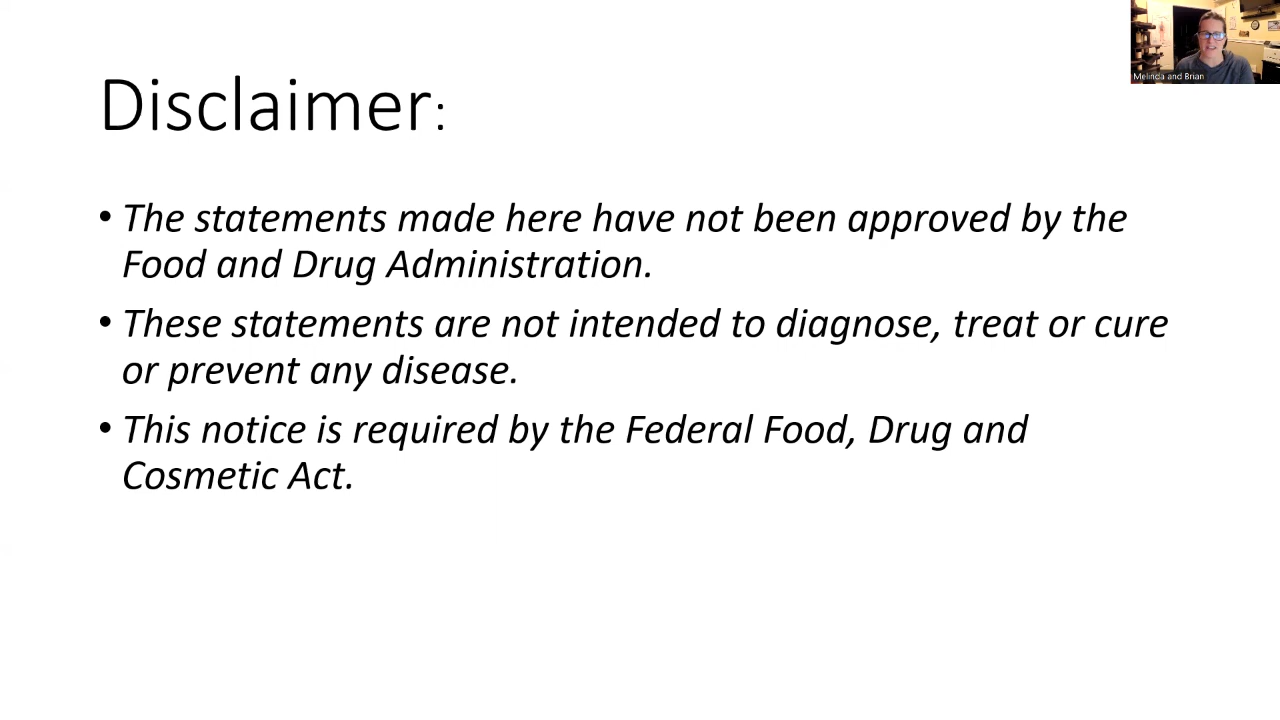 Melinda and Brian
Disclaimer:
• The statements made here have not been approved by the
Food and Drug Administration.
• These statements are not intended to diagnose, treat or cure
or prevent any disease.
• This notice is required by the Federal Food, Drug and
Cosmetic Act.